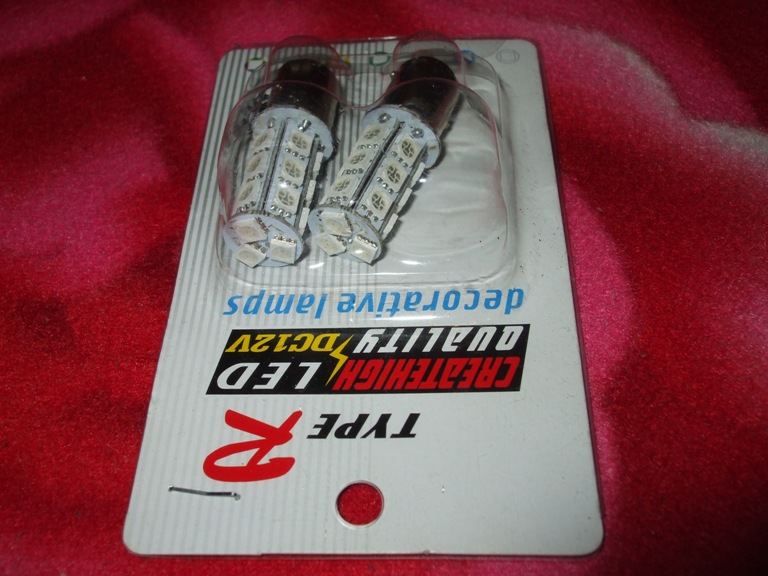 TYPE R
CREATEHIGH LED
QUALITY DC12V
decorative lamps